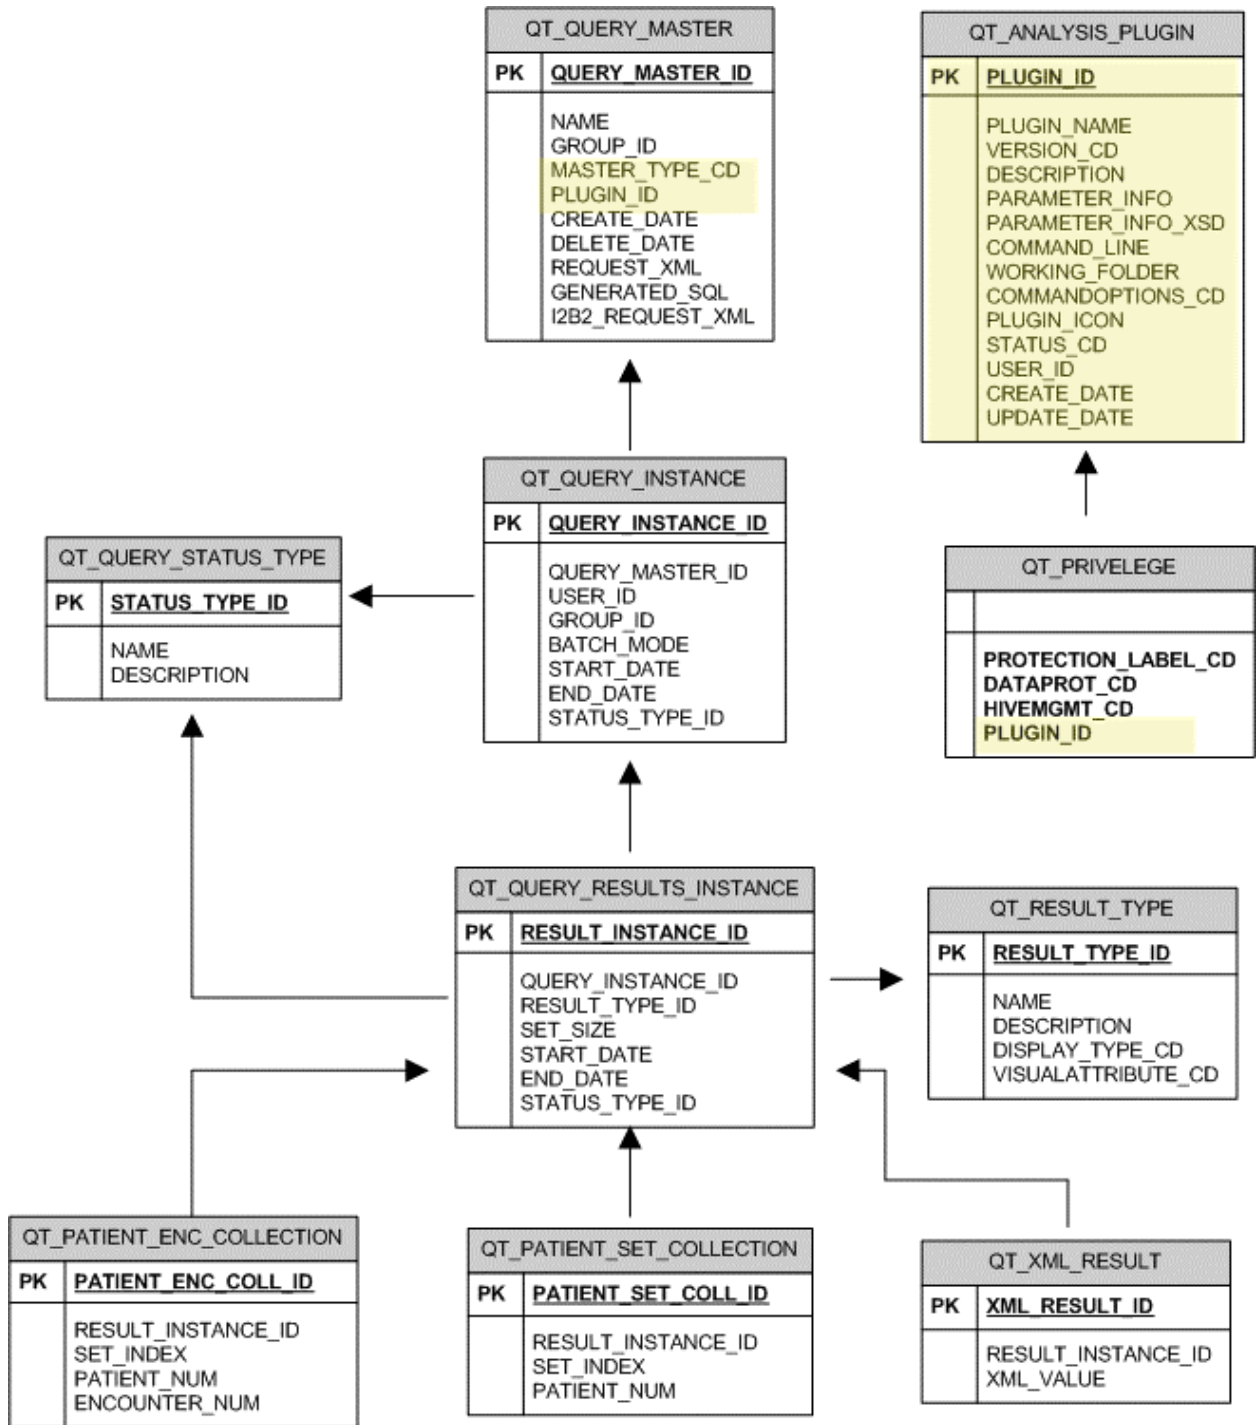 QT_QUERY_MASTER
PK QUERY_MASTER_ID
NAME
GROUP_ID
MASTER_TYPE_CD
PLUGIN_ID
CREATE_DATE
DELETE_DATE
REQUEST_XML
GENERATED_SQL
I2B2_REQUEST_XML
QT_ANALYSIS_PLUGIN
PK PLUGIN_ID
PLUGIN_NAME
VERSION_CD
DESCRIPTION
PARAMETER_INFO
PARAMETER_INFO_XSD
COMMAND_LINE
WORKING_FOLDER
COMMANDOPTIONS_CD
PLUGIN_ICON
STATUS_CD
USER_ID
CREATE_DATE
UPDATE_DATE
QT_QUERY_INSTANCE
PK QUERY_INSTANCE_ID
QUERY_MASTER_ID
USER_ID
GROUP_ID
BATCH_MODE
START_DATE
END_DATE
STATUS_TYPE_ID
QT_QUERY_STATUS_TYPE
PK STATUS_TYPE_ID
NAME
DESCRIPTION
QT_PRIVELEGE
PROTECTION_LABEL_CD
DATAPROT_CD
HIVEMGMT_CD
PLUGIN_ID
QT_QUERY_RESULTS_INSTANCE
PK RESULT_INSTANCE_ID
QUERY_INSTANCE_ID
RESULT_TYPE_ID
SET_SIZE
START_DATE
END_DATE
STATUS_TYPE_ID
QT_RESULT_TYPE
PK RESULT_TYPE_ID
NAME
DESCRIPTION
DISPLAY_TYPE_CD
VISUALATTRIBUTE_CD
QT_PATIENT_ENC_COLLECTION
PK PATIENT_ENC_COLL_ID
RESULT_INSTANCE_ID
SET_INDEX
PATIENT_NUM
ENCOUNTER_NUM
QT_PATIENT_SET_COLLECTION
PK PATIENT_SET_COLL_ID
RESULT_INSTANCE_ID
SET_INDEX
PATIENT_NUM
QT_XML_RESULT
PK XML_RESULT_ID
RESULT_INSTANCE_ID
XML_VALUE